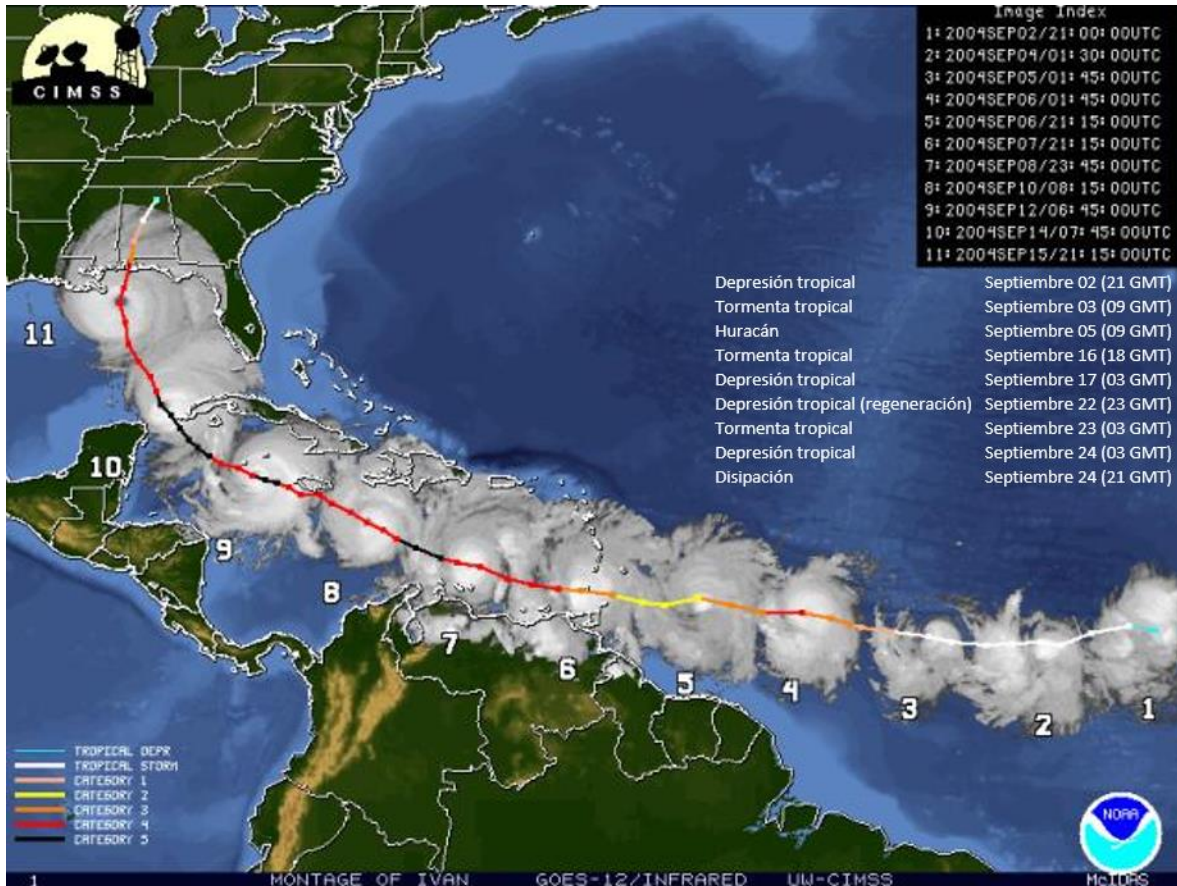 Image Index
1: 2004SEP02/21:00:00UTC
2: 2004SEP04/01:30:00UTC
3: 2004SEP05/01:45:00UTC
4: 2004SEP06/01:45:00UTC
5: 2004SEP06/21:15:00UTC
6: 2004SEP07/21:15:00UTC
7: 2004SEP08/23:45:00UTC
8: 2004SEP10/08:15:00UTC
9: 2004SEP12/06:45:00UTC
10: 2004SEP14/07:45:00UTC
11: 2004SEP15/21:15:00UTC
CIMSS
Depresión tropical Septiembre 02 (21 GMT)
Tormenta tropical Septiembre 03 (09 GMT)
Huracán Septiembre 05 (09 GMT)
Tormenta tropical Septiembre 16 (18 GMT)
Depresión tropical Septiembre 17 (03 GMT)
Depresión tropical (regeneración) Septiembre 22 (23 GMT)
Tormenta tropical Septiembre 23 (03 GMT)
Depresión tropical Septiembre 24 (03 GMT)
Disipación Septiembre 24 (21 GMT)
11
10
9
8
7
6
5
4
3
2
1
TROPICAL DEPR
TROPICAL STORM
CATEGORY 1
CATEGORY 2
CATEGORY 3
CATEGORY 4
CATEGORY 5
NOAA
1 MONTAGE OF IVAN GOES-12/INFRARED UW-CIMSS McIDAS